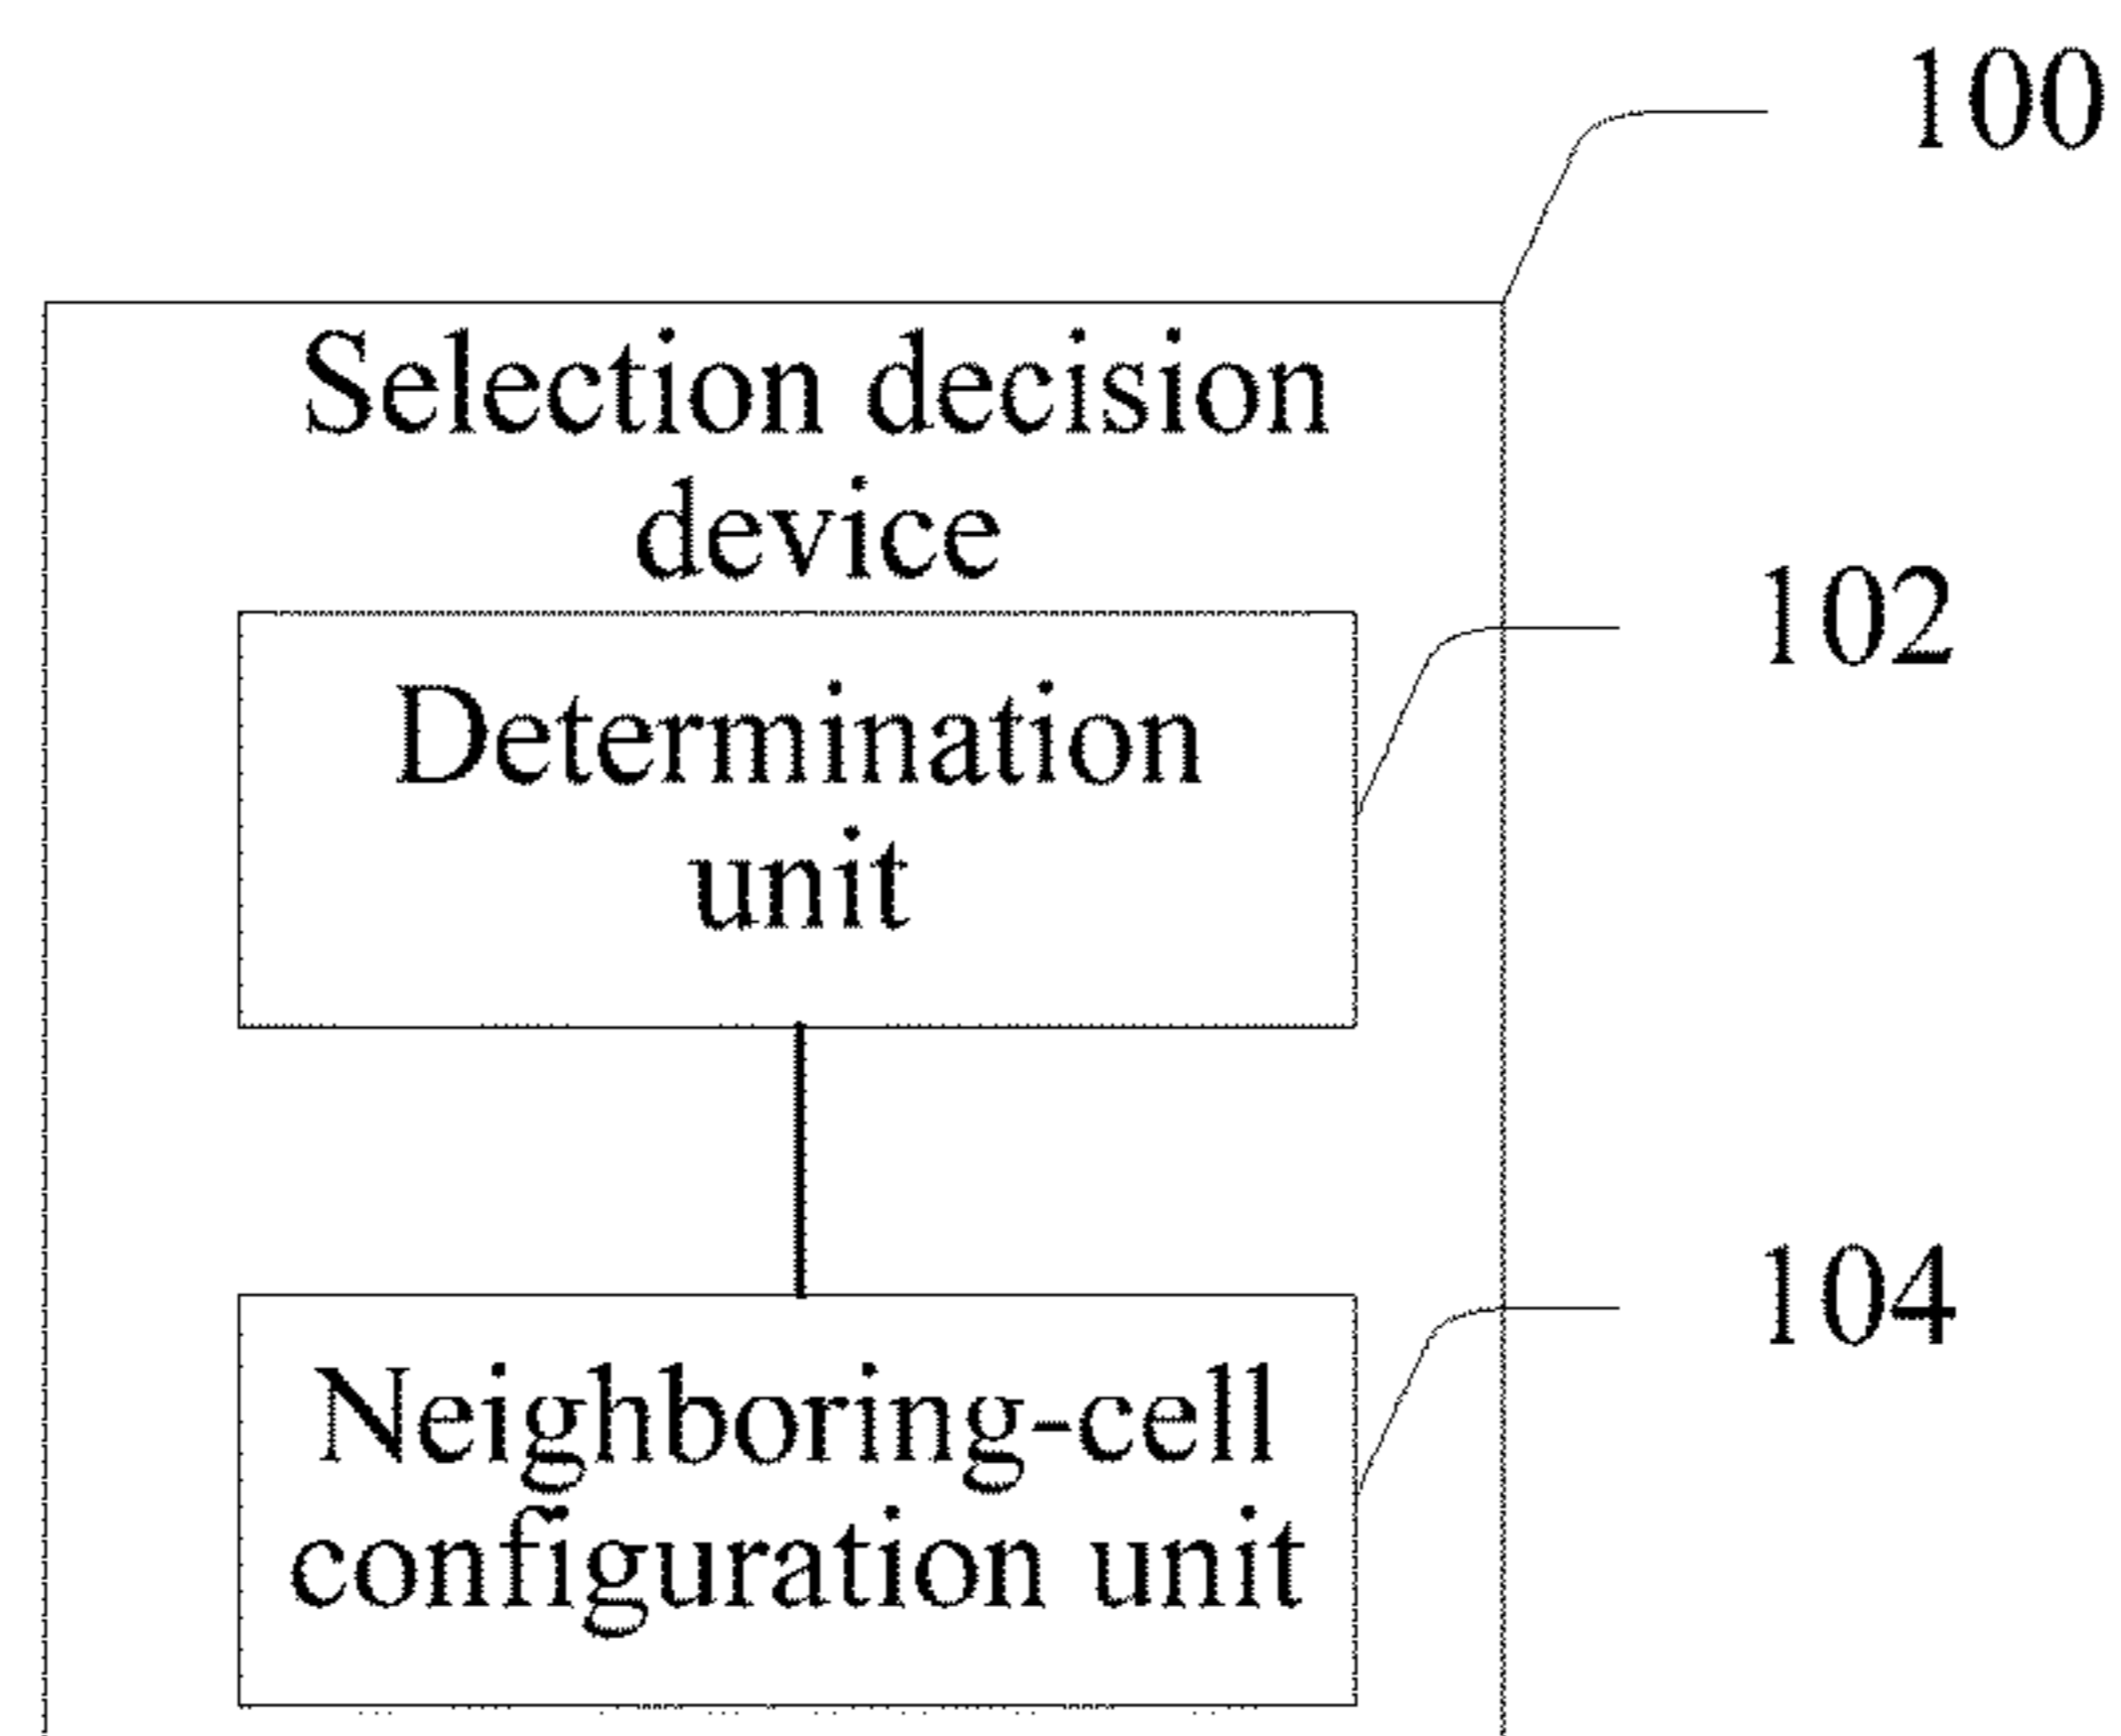 100
Selection decision
device
102
Determination
unit
104
Neighboring-cell
configuration unit